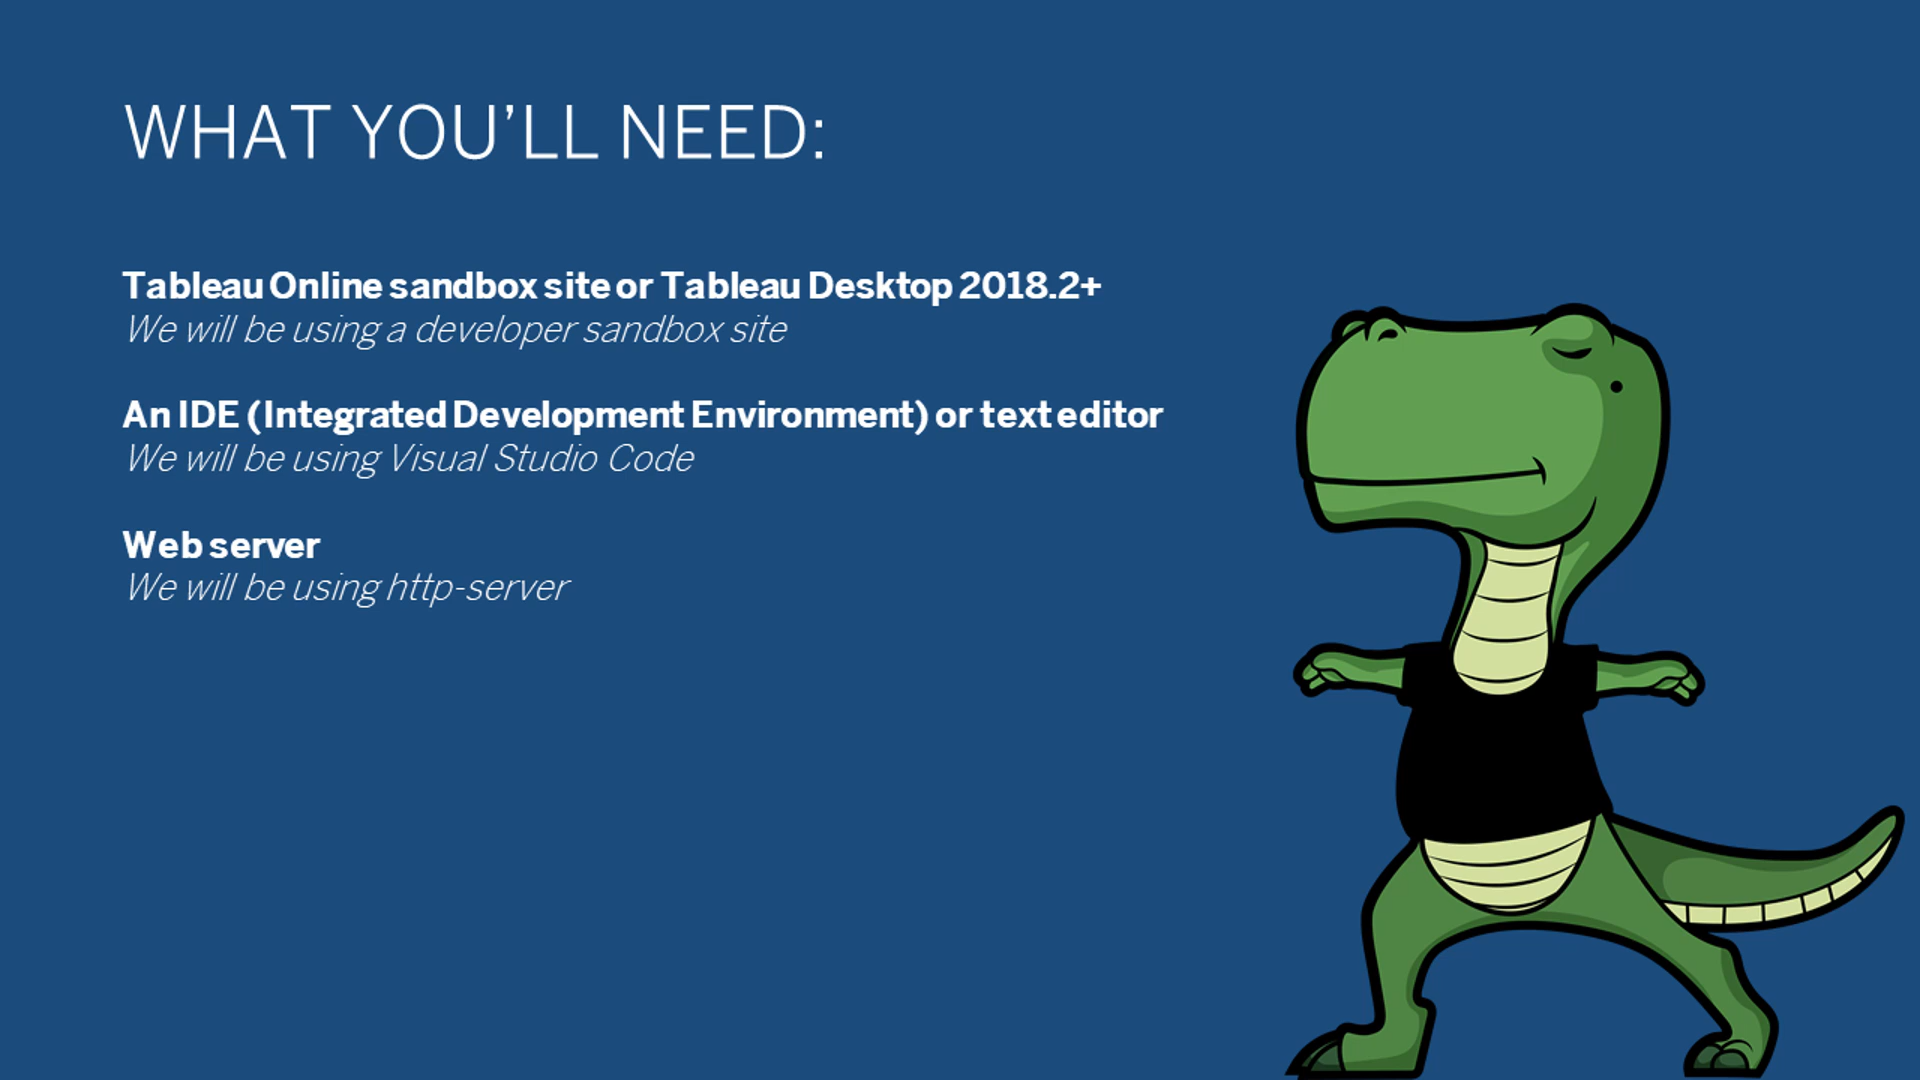 WHAT YOU’LL NEED:
Tableau Online sandbox site or Tableau Desktop 2018.2+
We will be using a developer sandbox site
An IDE (Integrated Development Environment) or text editor
We will be using Visual Studio Code
Web server
We will be using http-server